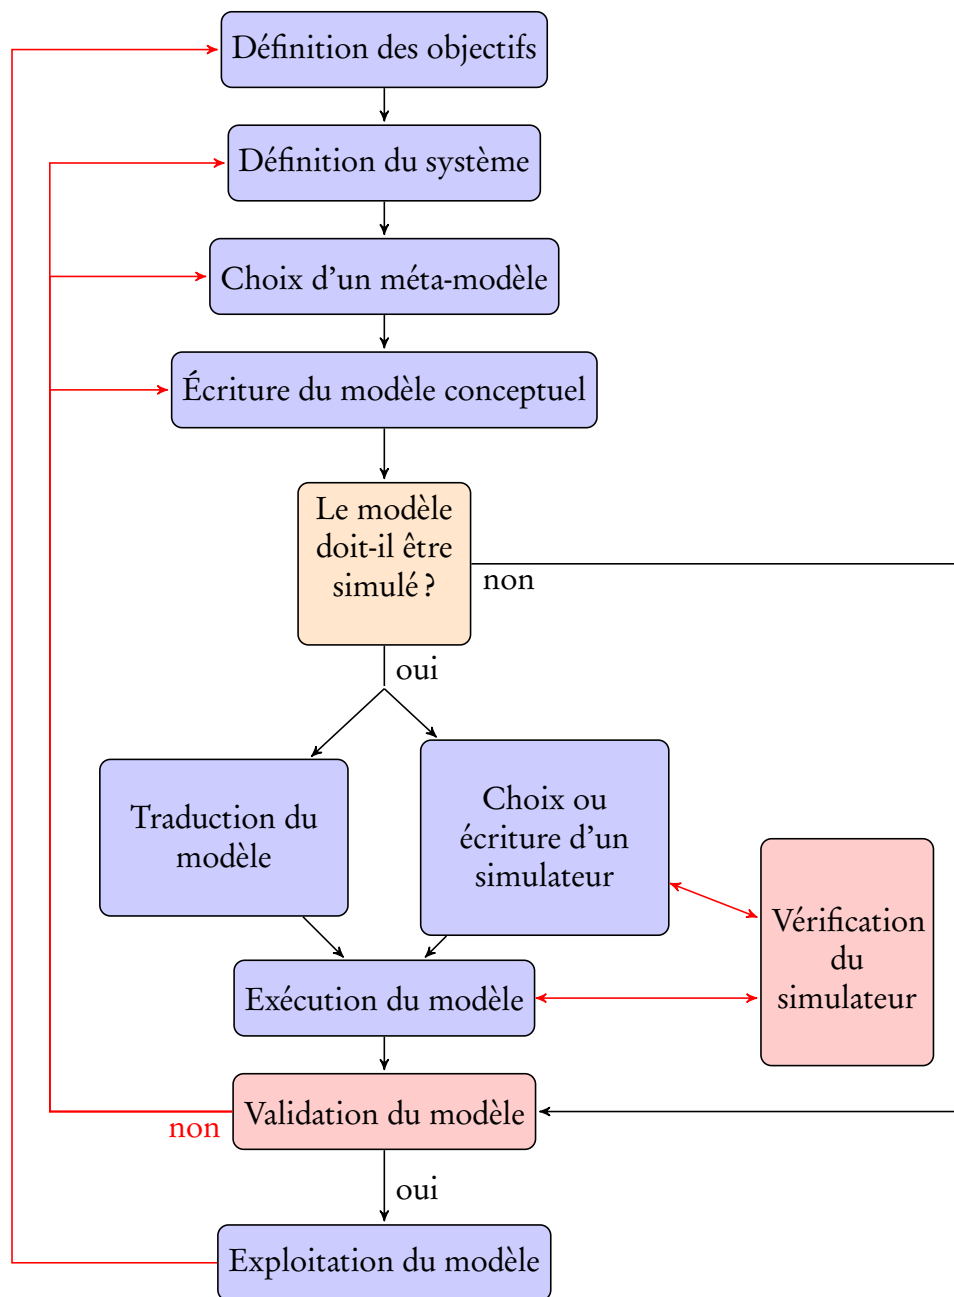 Définition des objectifs
Définition du système
Choix d'un méta-modèle
Écriture du modèle conceptuel
Le modèle
doit-il être
simulé ?
non
oui
Traduction du
modèle
Choix ou
écriture d'un
simulateur
Vérification
du
simulateur
Exécution du modèle
Validation du modèle
non
oui
Exploitation du modèle